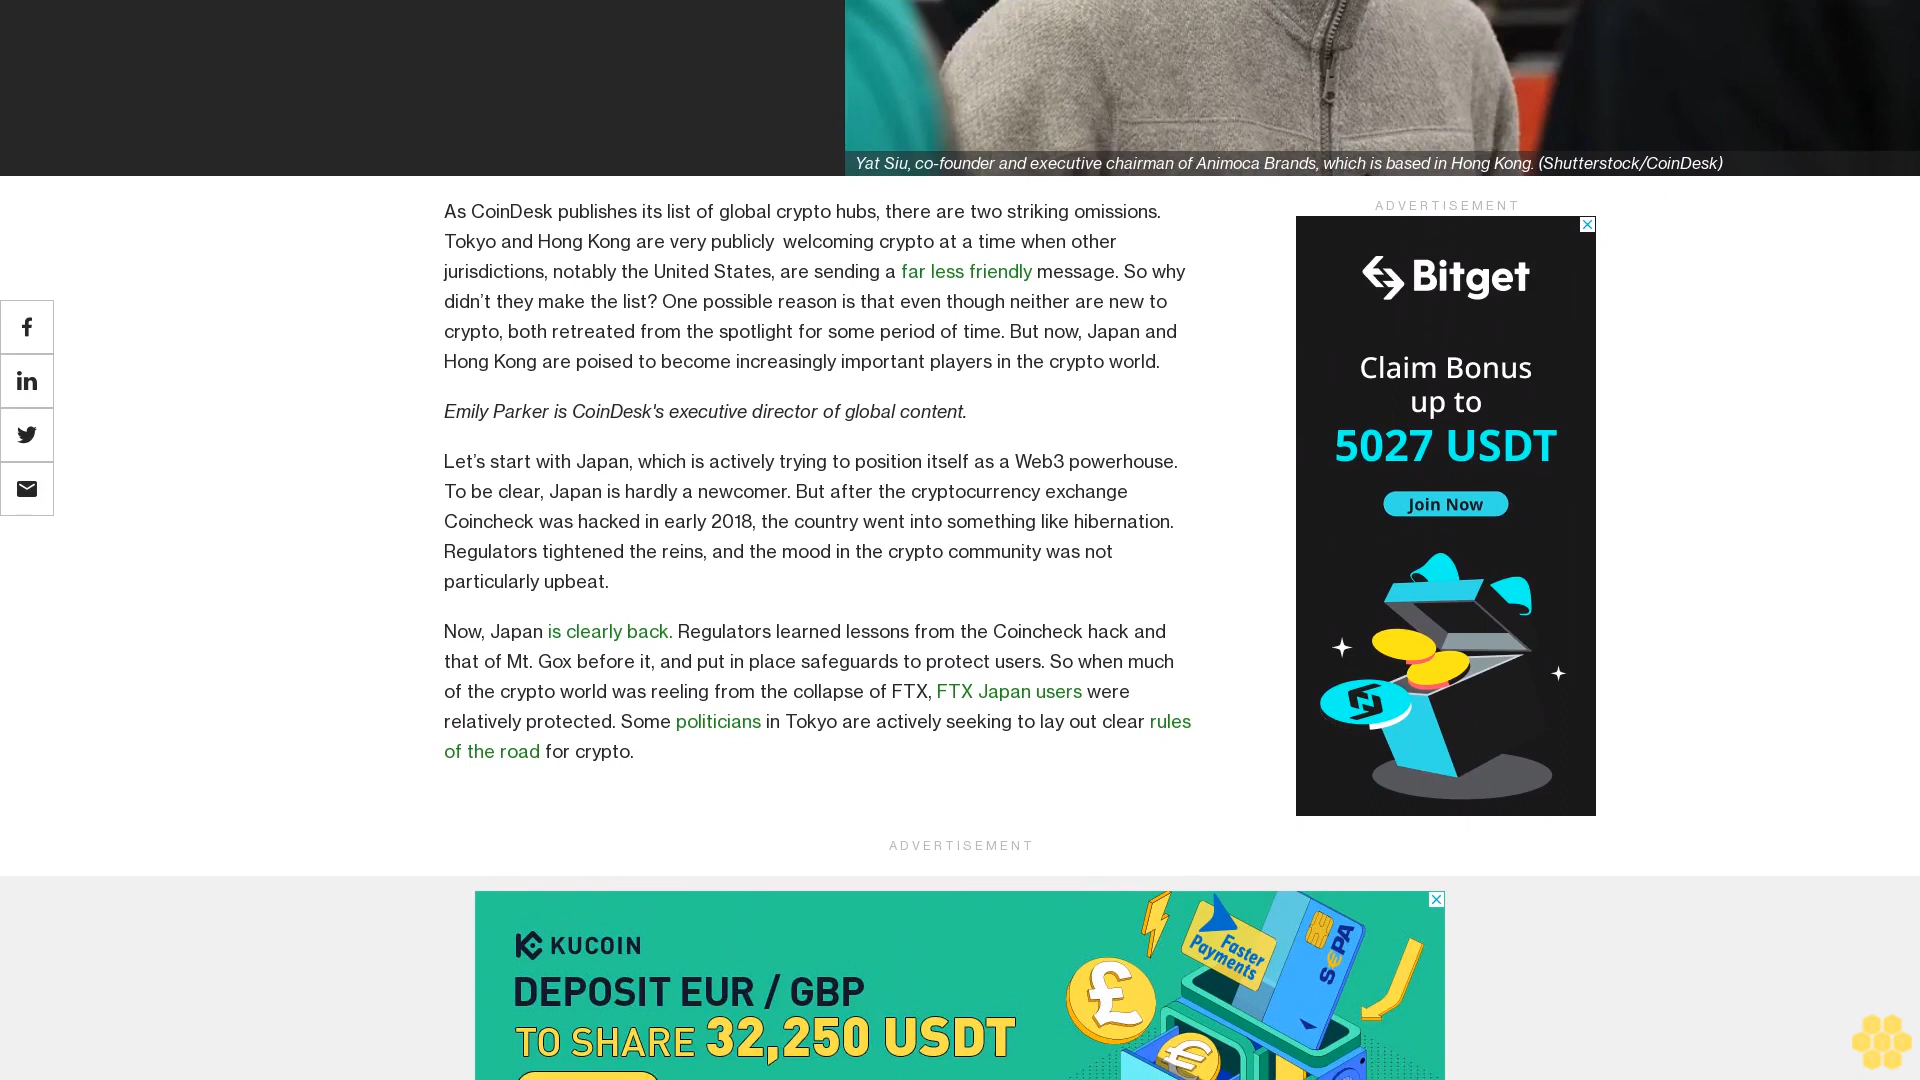 Yat Siu, co-founder and executive chairman of Animoca Brands, which is based in Hong Kong. (Shutterstock/CoinDesk)
As CoinDesk publishes its list of global crypto hubs, there are two striking omissions.
Tokyo and Hong Kong are very publicly  welcoming crypto at a time when other
jurisdictions, notably the United States, are sending a far less friendly message. So why
didn’t they make the list? One possible reason is that even though neither are new to
crypto, both retreated from the spotlight for some period of time. But now, Japan and
Hong Kong are poised to become increasingly important players in the crypto world.
Emily Parker is CoinDesk's executive director of global content.
Let’s start with Japan, which is actively trying to position itself as a Web3 powerhouse.
To be clear, Japan is hardly a newcomer. But after the cryptocurrency exchange
Coincheck was hacked in early 2018, the country went into something like hibernation.
Regulators tightened the reins, and the mood in the crypto community was not
particularly upbeat.
Now, Japan is clearly back. Regulators learned lessons from the Coincheck hack and
that of Mt. Gox before it, and put in place safeguards to protect users. So when much
of the crypto world was reeling from the collapse of FTX, FTX Japan users were
relatively protected. Some politicians in Tokyo are actively seeking to lay out clear rules
of the road for crypto.
ADVERTISEMENT
Bitget
Claim Bonus
up to
5027 USDT
Join Now
ADVERTISEMENT
KUCOIN
DEPOSIT EUR / GBP
TO SHARE 32,250 USDT
Faster
Payments
S€PA